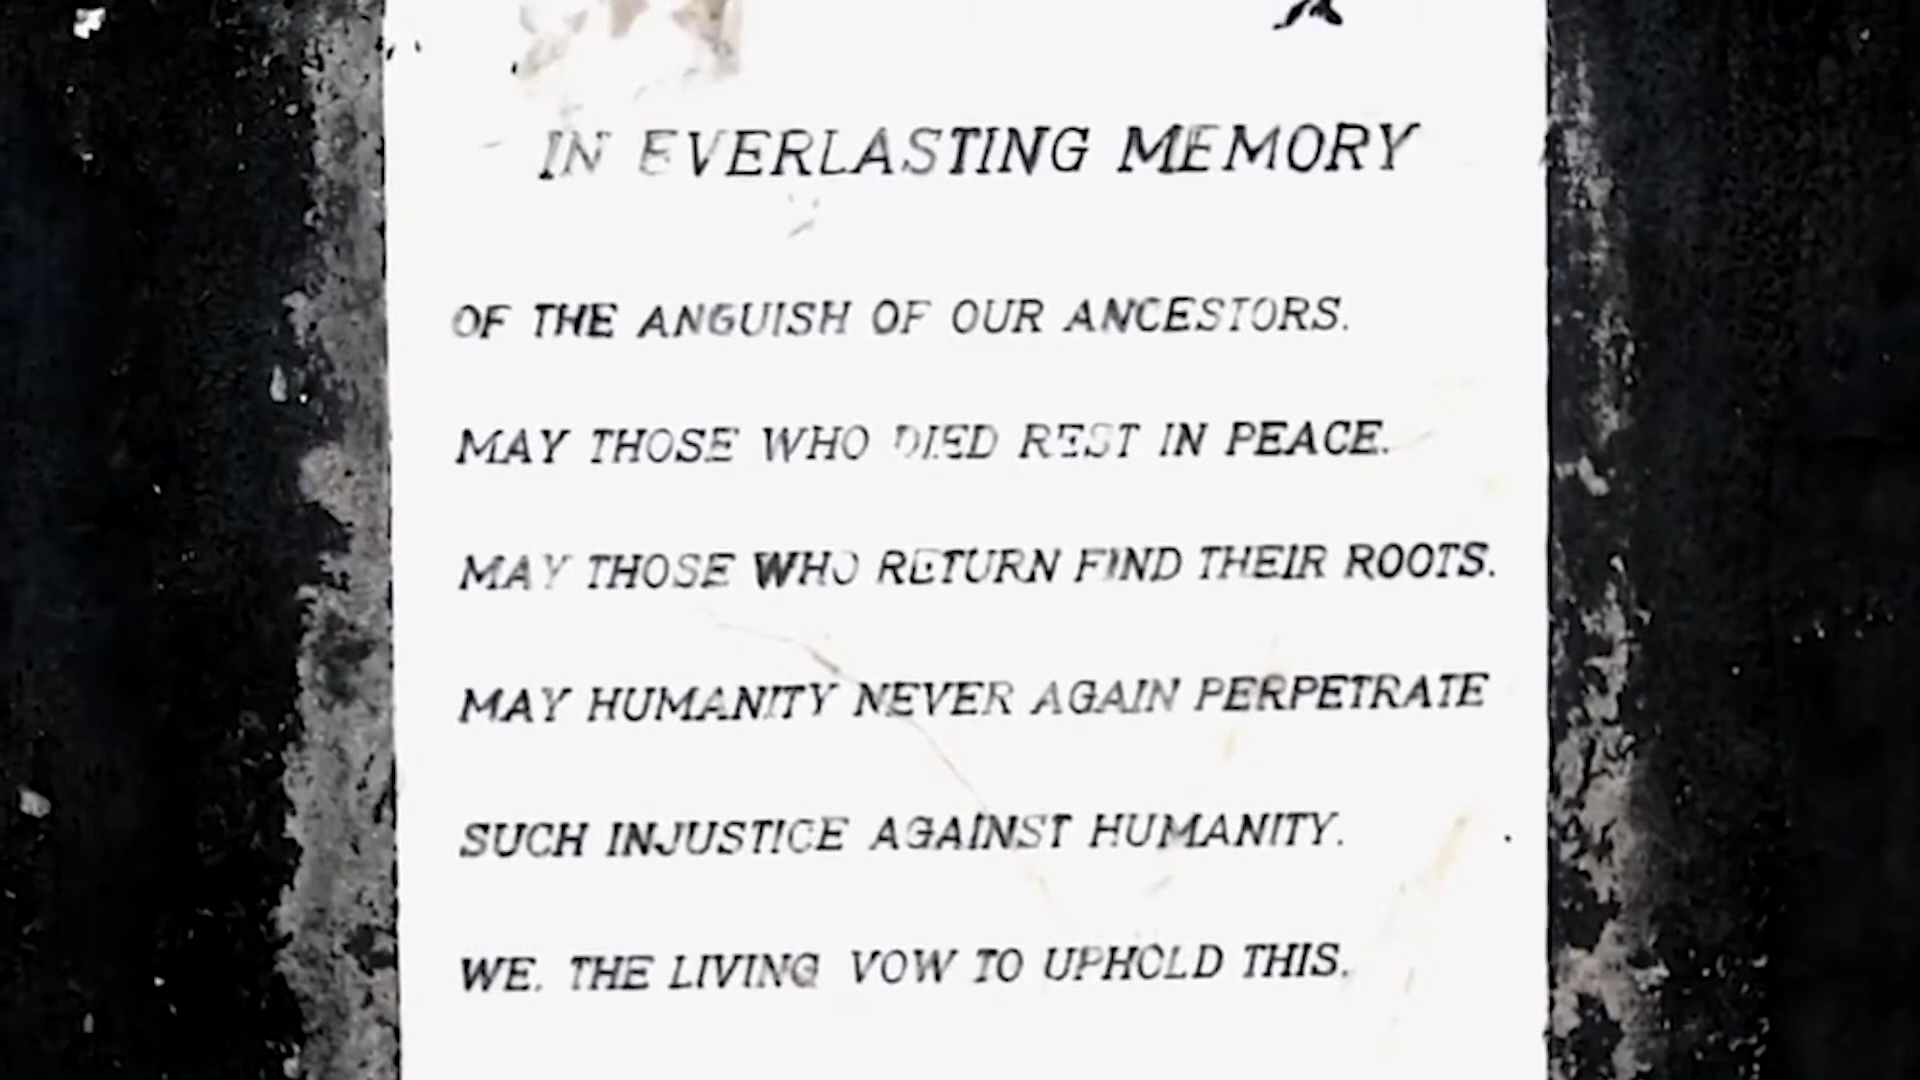 IN EVERLASTING MEMORY
OF THE ANGUISH OF OUR ANCESTORS.
MAY THOSE WHO DIED REST IN PEACE.
MAY THOSE WHO RETURN FIND THEIR ROOTS.
MAY HUMANITY NEVER AGAIN PERPETRATE
SUCH INJUSTICE AGAINST HUMANITY.
WE. THE LIVING VOW TO UPHOLD THIS.